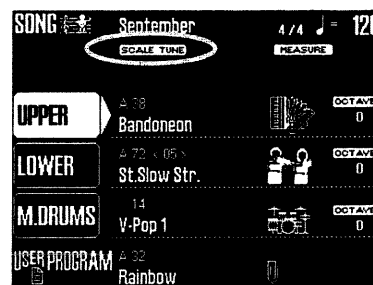 SONG September 4/4 ♩= 120
SCALE TUNE MEASURE
A 38 OCTAVE
UPPER Bandoneon 0
A 72 < 05 > OCTAVE
LOWER St.Slow Str. 0
14 OCTAVE
M.DRUMS V-Pop 1 0
USER PROGRAM A 32
Rainbow